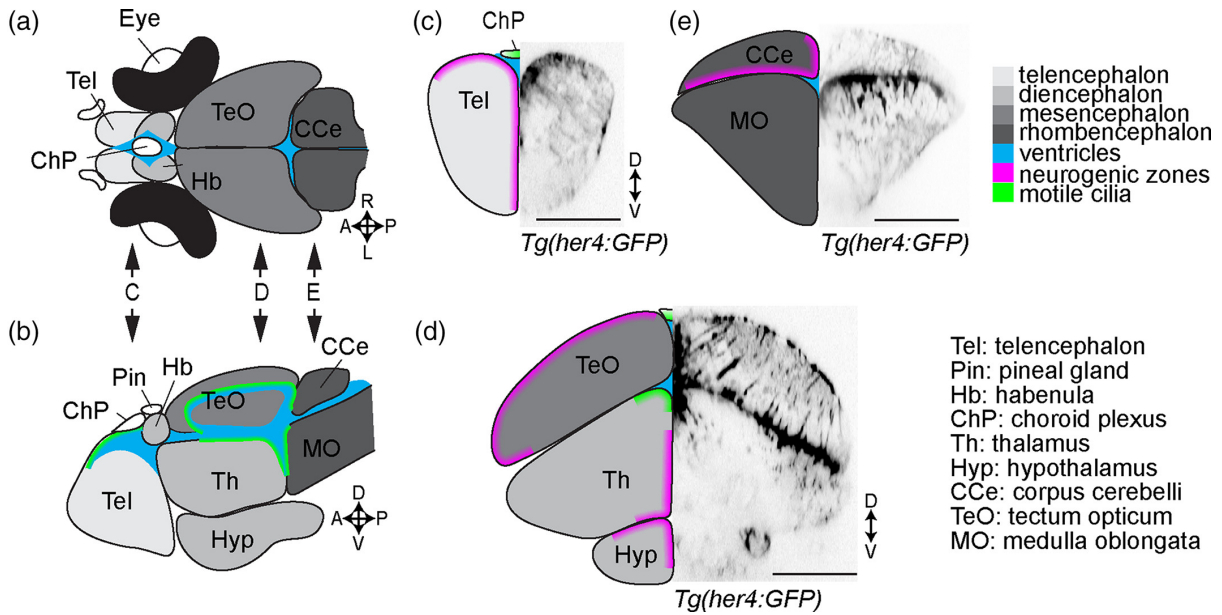 (a)
Eye
Tel
TeO
CCe
ChP
Hb
R
A P
L
C D E
(b)
CCe
Hb
Pin
ChP
TeO
MO
Tel
Th
Hyp
D
A P
V
(c)
ChP
Tel
D
V
Tg(her4:GFP)
(e)
CCe
MO
Tg(her4:GFP)
telencephalon
diencephalon
mesencephalon
rhombencephalon
ventricles
neurogenic zones
motile cilia
(d)
TeO
Th
Hyp
D
V
Tg(her4:GFP)
Tel: telencephalon
Pin: pineal gland
Hb: habenula
ChP: choroid plexus
Th: thalamus
Hyp: hypothalamus
CCe: corpus cerebelli
TeO: tectum opticum
MO: medulla oblongata